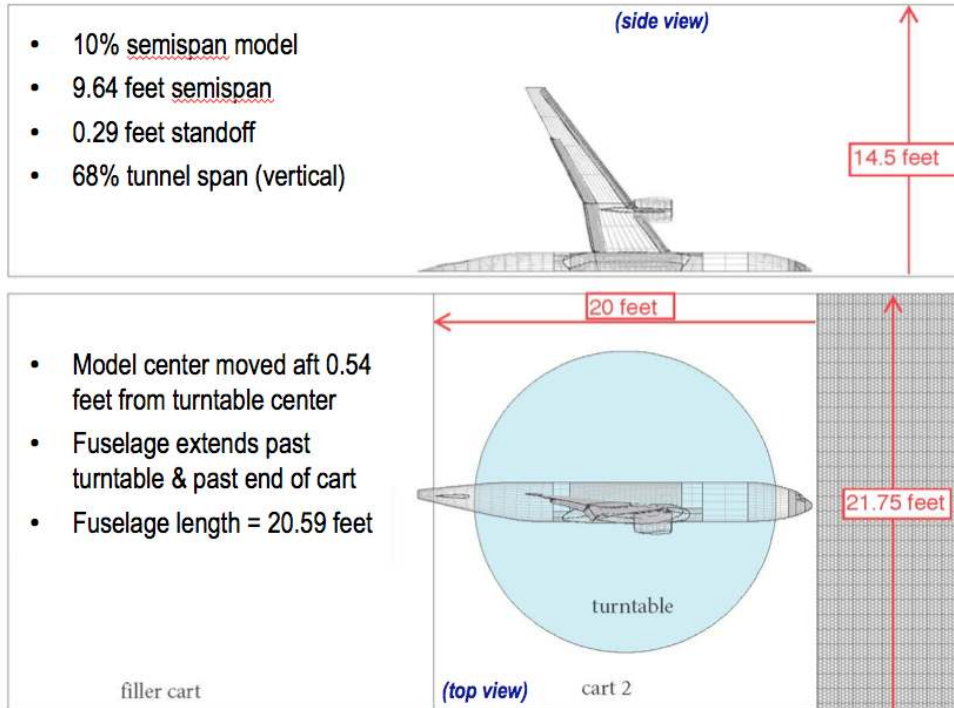 (side view)
• 10% semispan model
• 9.64 feet semispan
• 0.29 feet standoff
• 68% tunnel span (vertical)
14.5 feet
20 feet
• Model center moved aft 0.54
feet from turntable center
• Fuselage extends past
turntable & past end of cart
• Fuselage length = 20.59 feet
21.75 feet
turntable
filler cart
(top view)
cart 2